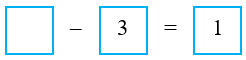 – 3 = 1